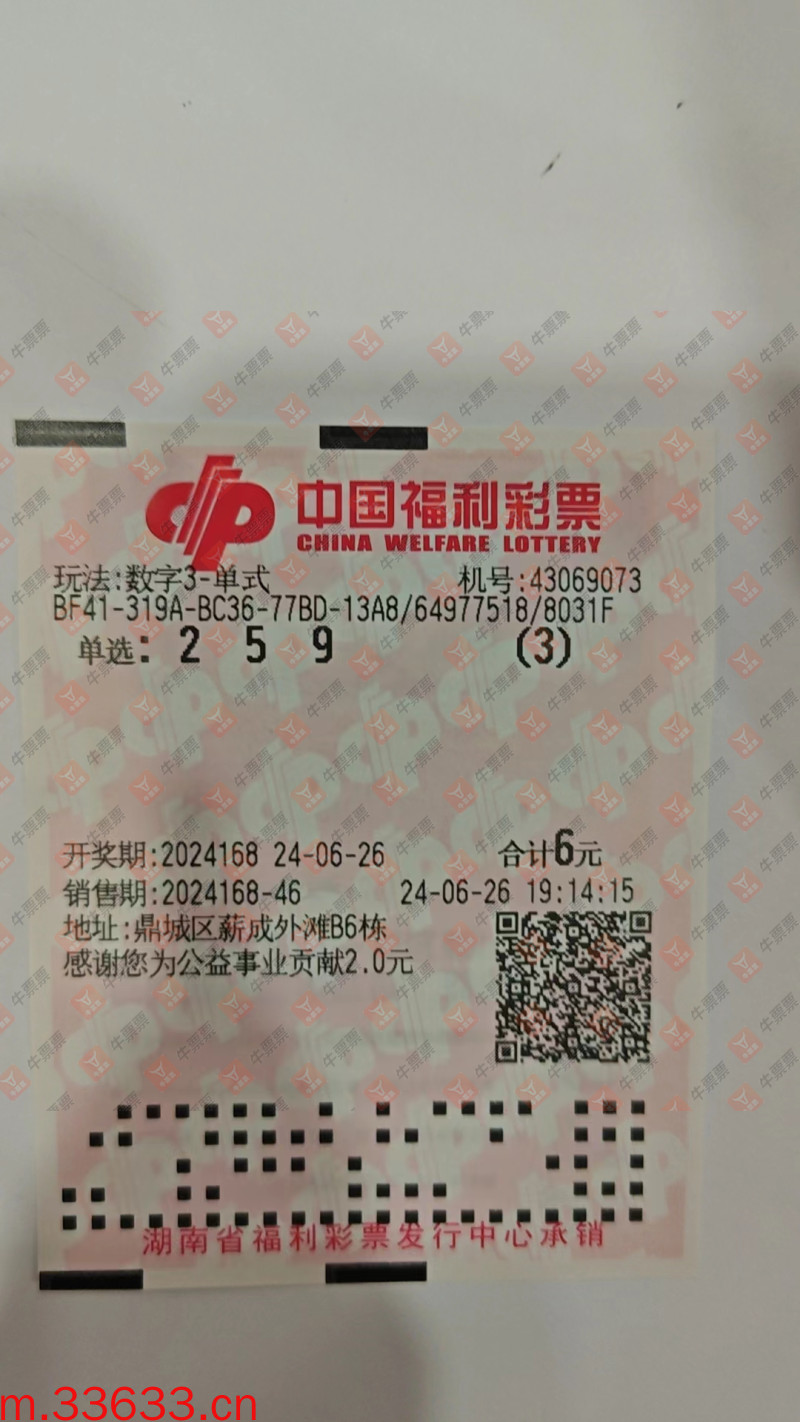 中国福利彩票
CHINA WELFARE LOTTERY
玩法:数字3-单式 机号:43069073
BF41-319A-BC36-77BD-13A8/64977518/8031F
单选: 2 5 9 (3)
开奖期:2024168 24-06-26 合计6元
销售期:2024168-46 24-06-26 19:14:15
地址:鼎城区薪成外滩B6栋
感谢您为公益事业贡献2.0元
湖南省福利彩票发行中心承销
牛票票
m.33633.cn